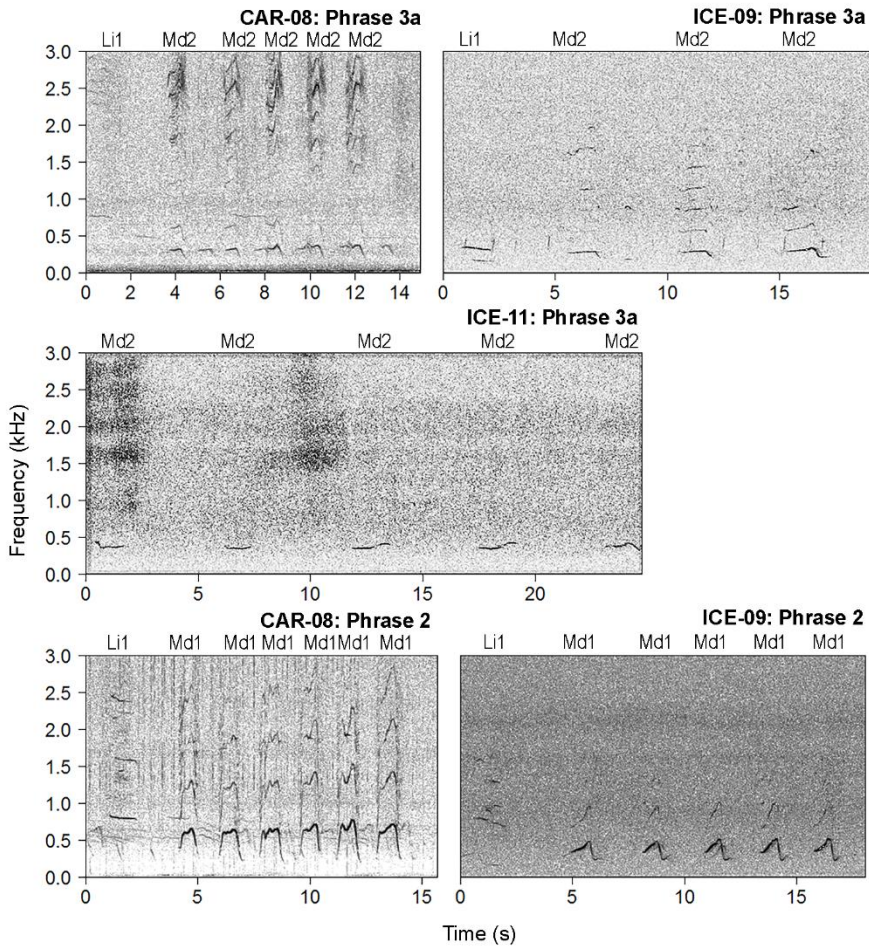 CAR-08: Phrase 3a
Li1 Md2 Md2 Md2 Md2 Md2
3.0
2.5
2.0
1.5
1.0
0.5
0.0
0 2 4 6 8 10 12 14
ICE-09: Phrase 3a
Li1 Md2 Md2 Md2
0 5 10 15
ICE-11: Phrase 3a
Md2 Md2 Md2 Md2 Md2
3.0
2.5
2.0
1.5
1.0
0.5
0.0
0 5 10 15 20
Frequency (kHz)
CAR-08: Phrase 2
Li1 Md1 Md1 Md1 Md1 Md1 Md1
3.0
2.5
2.0
1.5
1.0
0.5
0.0
0 5 10 15
ICE-09: Phrase 2
Li1 Md1 Md1 Md1 Md1 Md1
0 5 10 15
Time (s)